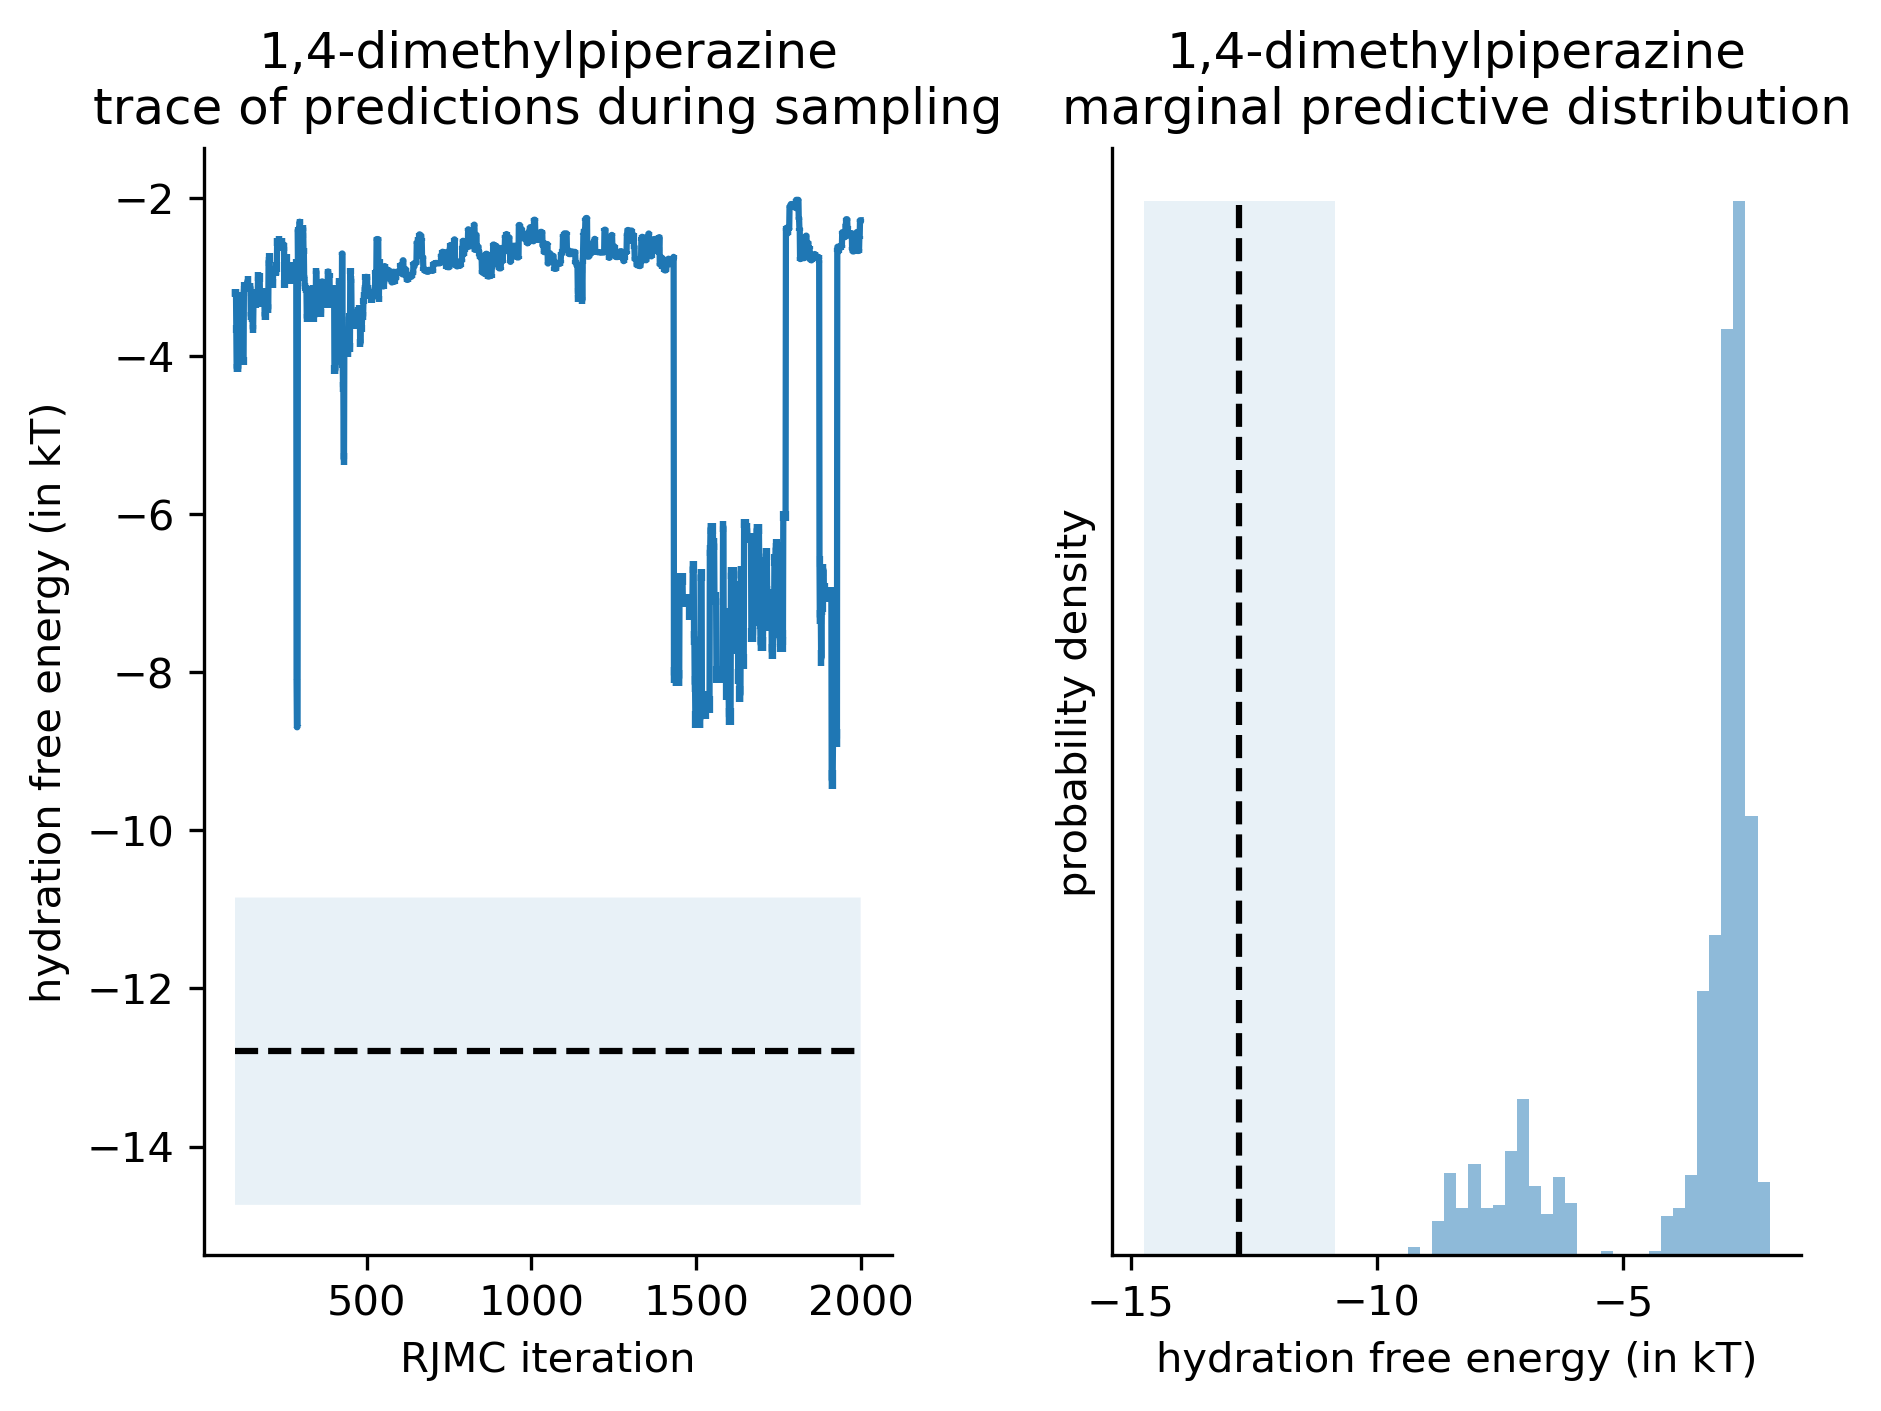 1,4-dimethylpiperazine
trace of predictions during sampling
hydration free energy (in kT)
−2
−4
−6
−8
−10
−12
−14
500 1000 1500 2000
RJMC iteration
1,4-dimethylpiperazine
marginal predictive distribution
probability density
−15 −10 −5
hydration free energy (in kT)